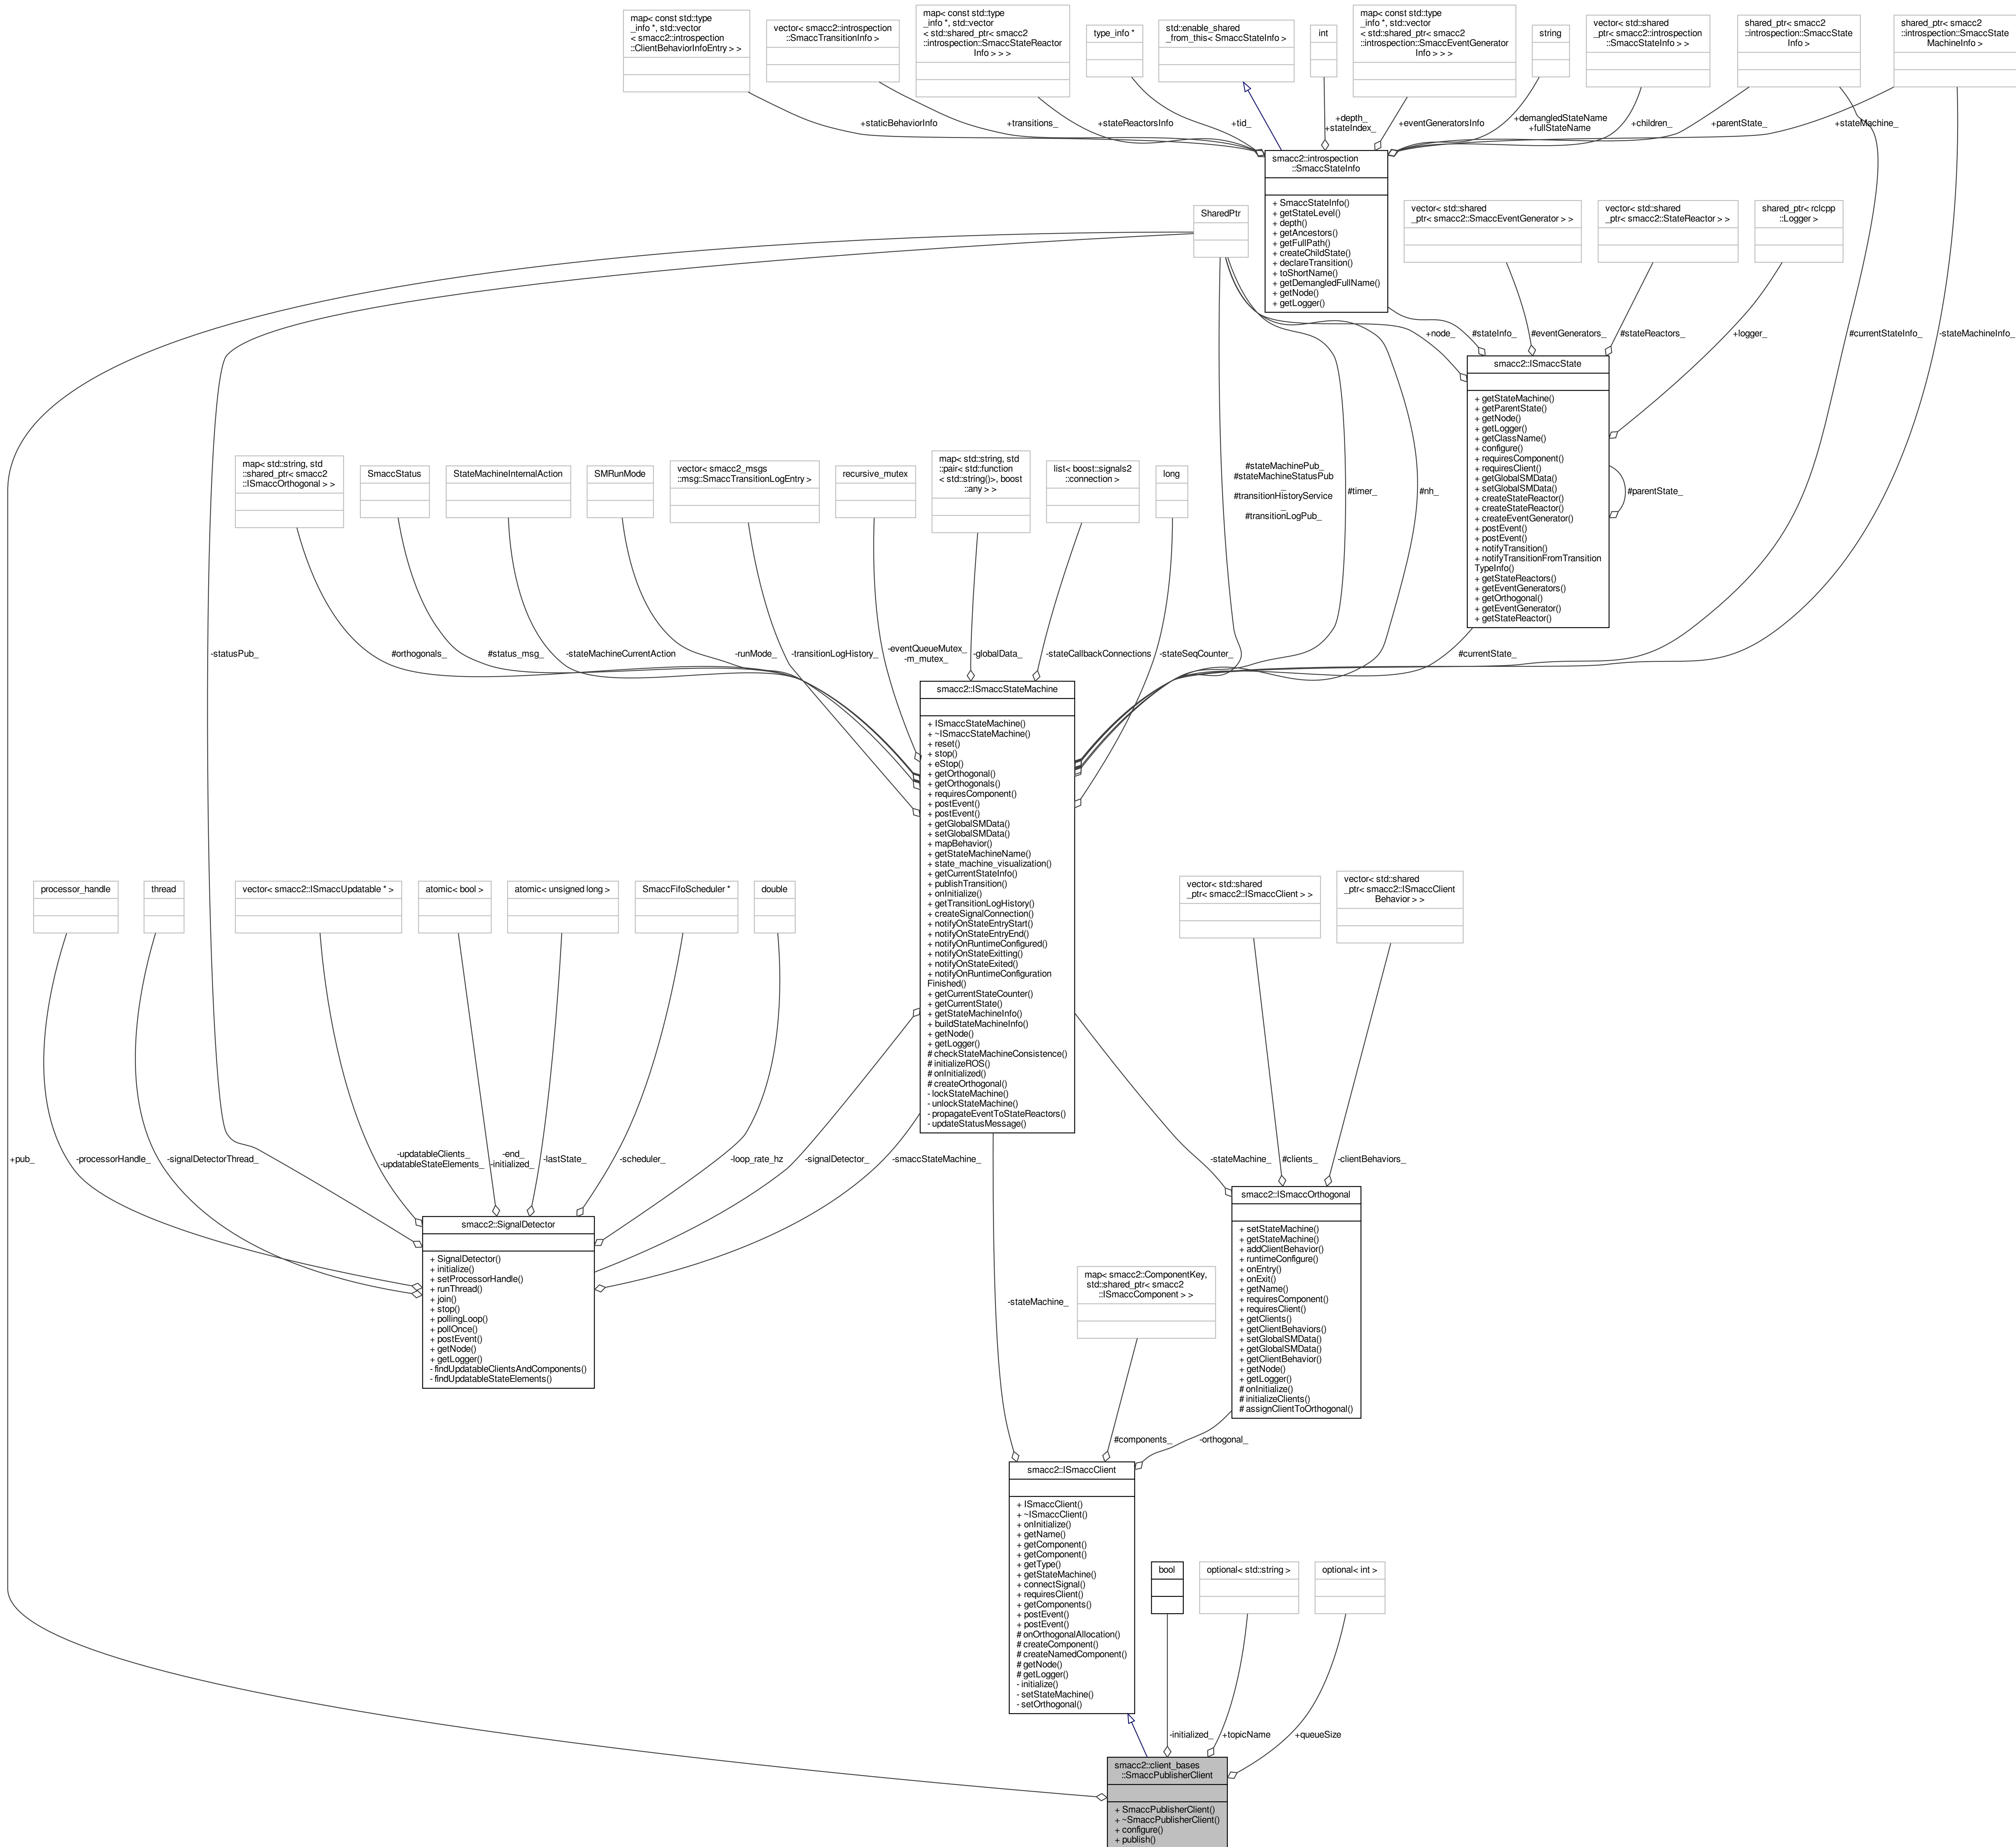 map< const std::type
_info *, std::vector
< smacc2::introspection
::ClientBehaviorInfoEntry > >
vector< smacc2::introspection
::SmaccTransitionInfo >
map< const std::type
_info *, std::vector
< std::shared_ptr< smacc2
::introspection::SmaccStateReactor
Info > > >
type_info *
std::enable_shared
_from_this< SmaccStateInfo >
int
map< const std::type
_info *, std::vector
< std::shared_ptr< smacc2
::introspection::SmaccEventGenerator
Info > > >
string
vector< std::shared
_ptr< smacc2::introspection
::SmaccStateInfo > >
shared_ptr< smacc2
::introspection::SmaccState
Info >
shared_ptr< smacc2
::introspection::SmaccState
MachineInfo >
+staticBehaviorInfo
+transitions_
+stateReactorsInfo
+tid_
+depth_
+stateIndex_
+eventGeneratorsInfo
+demangledStateName
+fullStateName
+children_
+parentState_
+stateMachine_
smacc2::introspection
::SmaccStateInfo
+ SmaccStateInfo()
+ getStateLevel()
+ depth()
+ getAncestors()
+ getFullPath()
+ createChildState()
+ declareTransition()
+ toShortName()
+ getDemangledFullName()
+ getNode()
+ getLogger()
SharedPtr
vector< std::shared
_ptr< smacc2::SmaccEventGenerator > >
vector< std::shared
_ptr< smacc2::StateReactor > >
shared_ptr< rclcpp
::Logger >
+node_
#stateInfo_
#eventGenerators_
#stateReactors_
+logger_
#currentStateInfo_
-stateMachineInfo_
smacc2::ISmaccState
+ getStateMachine()
+ getParentState()
+ getNode()
+ getLogger()
+ getClassName()
+ configure()
+ requiresComponent()
+ requiresClient()
+ getGlobalSMData()
+ setGlobalSMData()
+ createStateReactor()
+ createStateReactor()
+ createEventGenerator()
+ postEvent()
+ postEvent()
+ notifyTransition()
+ notifyTransitionFromTransition
TypeInfo()
+ getStateReactors()
+ getEventGenerators()
+ getOrthogonal()
+ getEventGenerator()
+ getStateReactor()
#parentState_
map< std::string, std
::shared_ptr< smacc2
::ISmaccOrthogonal > >
SmaccStatus
StateMachineInternalAction
SMRunMode
vector< smacc2_msgs
::msg::SmaccTransitionLogEntry >
recursive_mutex
map< std::string, std
::pair< std::function
< std::string()>, boost
::any > >
list< boost::signals2
::connection >
long
#stateMachinePub_
#stateMachineStatusPub
_
#transitionHistoryService
_
#transitionLogPub_
#timer_
#nh_
-statusPub_
#orthogonals_
#status_msg_
-stateMachineCurrentAction
-runMode_
-transitionLogHistory_
-eventQueueMutex_
-m_mutex_
-globalData_
-stateCallbackConnections
-stateSeqCounter_
#currentState_
smacc2::ISmaccStateMachine
+ ISmaccStateMachine()
+ ~ISmaccStateMachine()
+ reset()
+ stop()
+ eStop()
+ getOrthogonal()
+ getOrthogonals()
+ requiresComponent()
+ postEvent()
+ postEvent()
+ getGlobalSMData()
+ setGlobalSMData()
+ mapBehavior()
+ getStateMachineName()
+ state_machine_visualization()
+ getCurrentStateInfo()
+ publishTransition()
+ onInitialize()
+ getTransitionLogHistory()
+ createSignalConnection()
+ notifyOnStateEntryStart()
+ notifyOnStateEntryEnd()
+ notifyOnRuntimeConfigured()
+ notifyOnStateExitting()
+ notifyOnStateExited()
+ notifyOnRuntimeConfiguration
Finished()
+ getCurrentStateCounter()
+ getCurrentState()
+ getStateMachineInfo()
+ buildStateMachineInfo()
+ getNode()
+ getLogger()
# checkStateMachineConsistence()
# initializeROS()
# onInitialized()
# createOrthogonal()
- lockStateMachine()
- unlockStateMachine()
- propagateEventToStateReactors()
- updateStatusMessage()
processor_handle
thread
vector< smacc2::ISmaccUpdatable * >
atomic< bool >
atomic< unsigned long >
SmaccFifoScheduler *
double
vector< std::shared
_ptr< smacc2::ISmaccClient > >
vector< std::shared
_ptr< smacc2::ISmaccClient
Behavior > >
+pub_
-processorHandle_
-signalDetectorThread_
-updatableClients_
-updatableStateElements_
-end_
-initialized_
-lastState_
-scheduler_
-loop_rate_hz
-signalDetector_
-smaccStateMachine_
-stateMachine_
#clients_
-clientBehaviors_
smacc2::SignalDetector
+ SignalDetector()
+ initialize()
+ setProcessorHandle()
+ runThread()
+ join()
+ stop()
+ pollingLoop()
+ pollOnce()
+ postEvent()
+ getNode()
+ getLogger()
- findUpdatableClientsAndComponents()
- findUpdatableStateElements()
smacc2::ISmaccOrthogonal
+ setStateMachine()
+ getStateMachine()
+ addClientBehavior()
+ runtimeConfigure()
+ onEntry()
+ onExit()
+ getName()
+ requiresComponent()
+ requiresClient()
+ getClients()
+ getClientBehaviors()
+ setGlobalSMData()
+ getGlobalSMData()
+ getClientBehavior()
+ getNode()
+ getLogger()
# onInitialize()
# initializeClients()
# assignClientToOrthogonal()
map< smacc2::ComponentKey,
std::shared_ptr< smacc2
::ISmaccComponent > >
-stateMachine_
#components_
-orthogonal_
smacc2::ISmaccClient
+ ISmaccClient()
+ ~ISmaccClient()
+ onInitialize()
+ getName()
+ getComponent()
+ getComponent()
+ getType()
+ getStateMachine()
+ connectSignal()
+ requiresClient()
+ getComponents()
+ postEvent()
+ postEvent()
# onOrthogonalAllocation()
# createComponent()
# createNamedComponent()
# getNode()
# getLogger()
- initialize()
- setStateMachine()
- setOrthogonal()
bool
optional< std::string >
optional< int >
-initialized_
+topicName
+queueSize
smacc2::client_bases
::SmaccPublisherClient
+ SmaccPublisherClient()
+ ~SmaccPublisherClient()
+ configure()
+ publish()